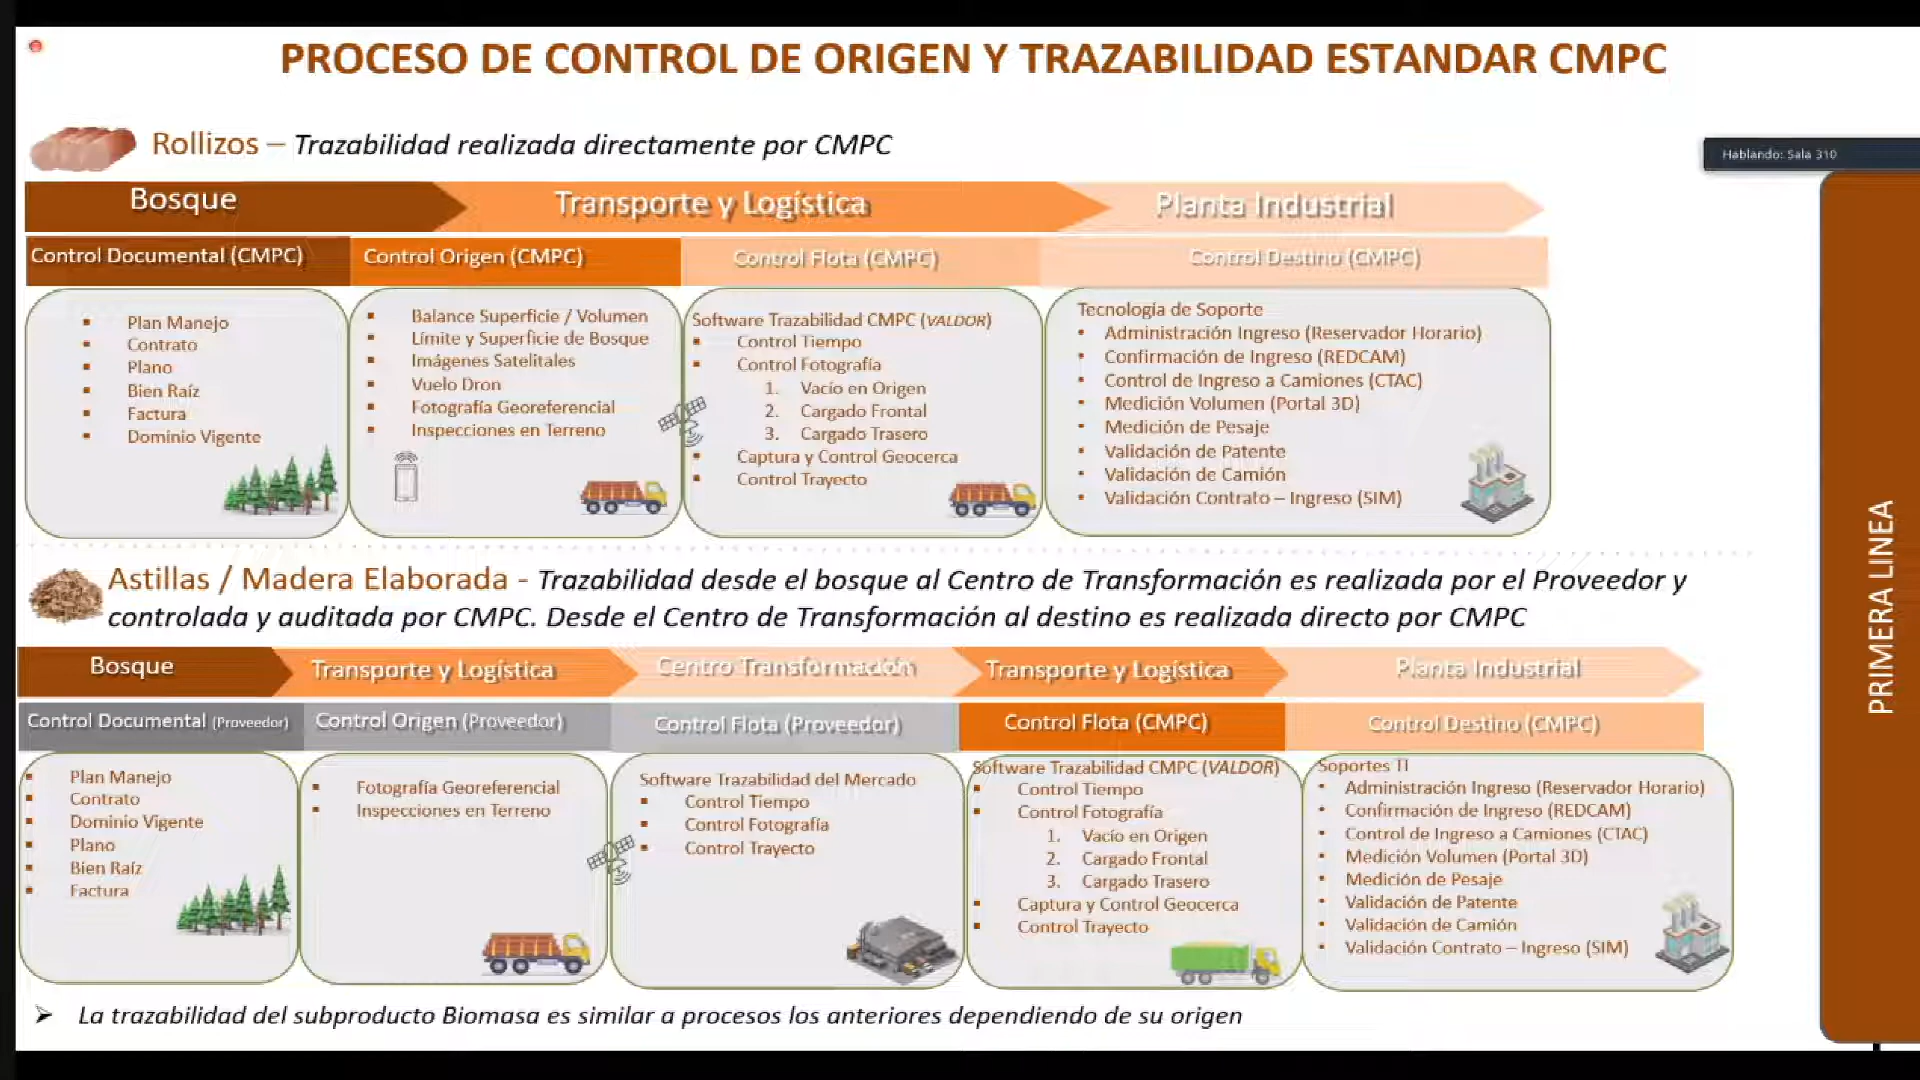 PROCESO DE CONTROL DE ORIGEN Y TRAZABILIDAD ESTANDAR CMPC
Rollizos – Trazabilidad realizada directamente por CMPC
Hablando: Sala 310
Bosque
Transporte y Logística
Planta Industrial
Control Documental (CMPC)
Control Origen (CMPC)
Control Flota (CMPC)
Control Destino (CMPC)
▪ Plan Manejo
▪ Contrato
▪ Plano
▪ Bien Raíz
▪ Factura
▪ Dominio Vigente
▪ Balance Superficie / Volumen
▪ Límite y Superficie de Bosque
▪ Imágenes Satelitales
▪ Vuelo Dron
▪ Fotografía Georeferencial
▪ Inspecciones en Terreno
Software Trazabilidad CMPC (VALDOR)
▪ Control Tiempo
▪ Control Fotografía
1. Vacío en Origen
2. Cargado Frontal
3. Cargado Trasero
▪ Captura y Control Geocerca
▪ Control Trayecto
Tecnología de Soporte
• Administración Ingreso (Reservador Horario)
• Confirmación de Ingreso (REDCAM)
• Control de Ingreso a Camiones (CTAC)
• Medición Volumen (Portal 3D)
• Medición de Pesaje
• Validación de Patente
• Validación de Camión
• Validación Contrato – Ingreso (SIM)
PRIMERA LINEA
Astillas / Madera Elaborada - Trazabilidad desde el bosque al Centro de Transformación es realizada por el Proveedor y
controlada y auditada por CMPC. Desde el Centro de Transformación al destino es realizada directo por CMPC
Bosque
Transporte y Logística
Centro Transformación
Transporte y Logística
Planta Industrial
Control Documental (Proveedor)
Control Origen (Proveedor)
Control Flota (Proveedor)
Control Flota (CMPC)
Control Destino (CMPC)
▪ Plan Manejo
▪ Contrato
▪ Dominio Vigente
▪ Plano
▪ Bien Raíz
▪ Factura
▪ Fotografía Georeferencial
▪ Inspecciones en Terreno
Software Trazabilidad del Mercado
▪ Control Tiempo
▪ Control Fotografía
▪ Control Trayecto
Software Trazabilidad CMPC (VALDOR)
▪ Control Tiempo
▪ Control Fotografía
1. Vacío en Origen
2. Cargado Frontal
3. Cargado Trasero
▪ Captura y Control Geocerca
▪ Control Trayecto
Soportes TI
• Administración Ingreso (Reservador Horario)
• Confirmación de Ingreso (REDCAM)
• Control de Ingreso a Camiones (CTAC)
• Medición Volumen (Portal 3D)
• Medición de Pesaje
• Validación de Patente
• Validación de Camión
• Validación Contrato – Ingreso (SIM)
➢ La trazabilidad del subproducto Biomasa es similar a procesos los anteriores dependiendo de su origen